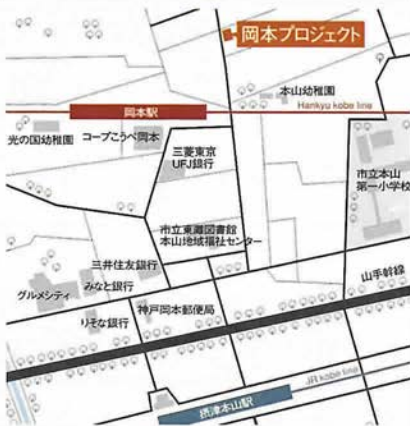 岡本プロジェクト
本山幼稚園
Hankyu kobe line
岡本駅
光の国幼稚園
コープこうべ岡本
三菱東京
UFJ銀行
市立本山
第一小学校
市立東灘図書館
本山地域福祉センター
三井住友銀行
みなと銀行
グルメシティ
りそな銀行
神戸岡本郵便局
山手幹線
JR kobe line
摂津本山駅